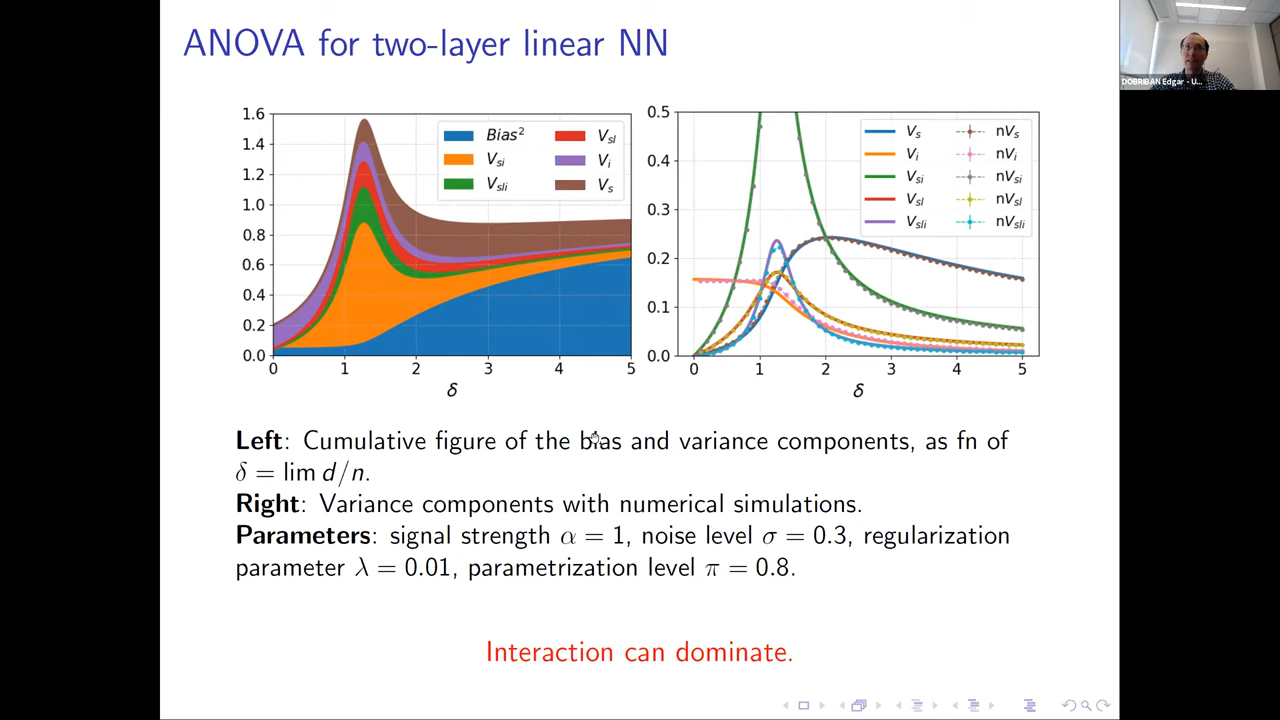 ANOVA for two-layer linear NN
DOBRIBAN Edgar - U...
1.6
1.4
1.2
1.0
0.8
0.6
0.4
0.2
0.0
0 1 2 3 4 5
δ
Bias² V_sl
V_si V_i
V_sli V_s
0.5
0.4
0.3
0.2
0.1
0.0
0 1 2 3 4 5
δ
V_s nV_s
V_i nV_i
V_si nV_si
V_sl nV_sl
V_sli nV_sli
Left: Cumulative figure of the bias and variance components, as fn of
δ = lim d/n.
Right: Variance components with numerical simulations.
Parameters: signal strength α = 1, noise level σ = 0.3, regularization
parameter λ = 0.01, parametrization level π = 0.8.
Interaction can dominate.